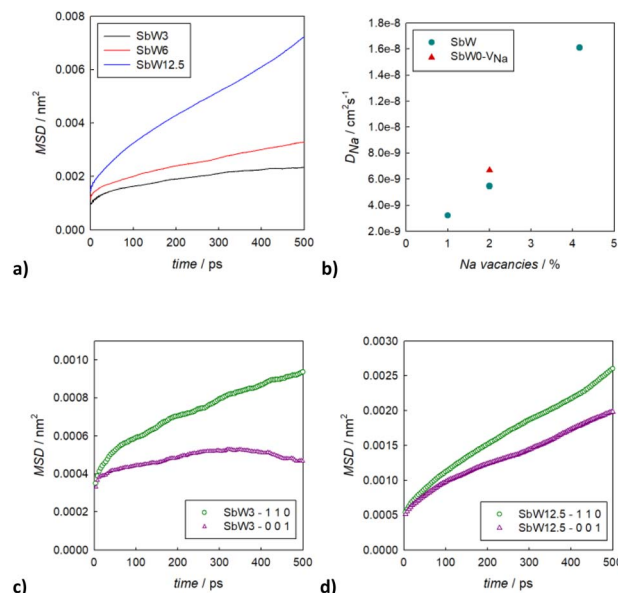 0.008
0.006
0.004
0.002
0.000
MSD / nm²
SbW3
SbW6
SbW12.5
0 100 200 300 400 500
time / ps
a)
1.8e-8
1.6e-8
1.4e-8
1.2e-8
1.0e-8
8.0e-9
6.0e-9
4.0e-9
2.0e-9
D_Na / cm²s⁻¹
SbW
SbW0-V_Na
0 1 2 3 4 5
Na vacancies / %
b)
0.0010
0.0008
0.0006
0.0004
0.0002
0.0000
MSD / nm²
SbW3 - 1 1 0
SbW3 - 0 0 1
0 100 200 300 400 500
time / ps
c)
0.0030
0.0025
0.0020
0.0015
0.0010
0.0005
0.0000
MSD / nm²
SbW12.5 - 1 1 0
SbW12.5 - 0 0 1
0 100 200 300 400 500
time / ps
d)